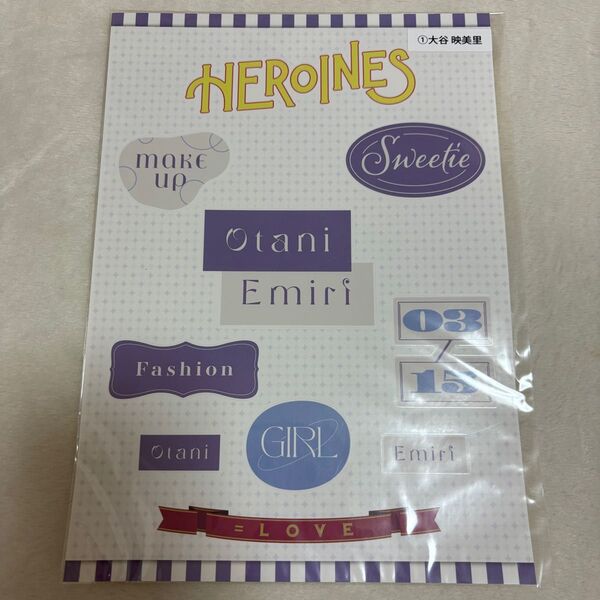 ①大谷 映美里
HEROINES
make
up
Sweetie
Otani
Emiri
03
/
15
Fashion
Otani
GIRL
Emiri
=LOVE